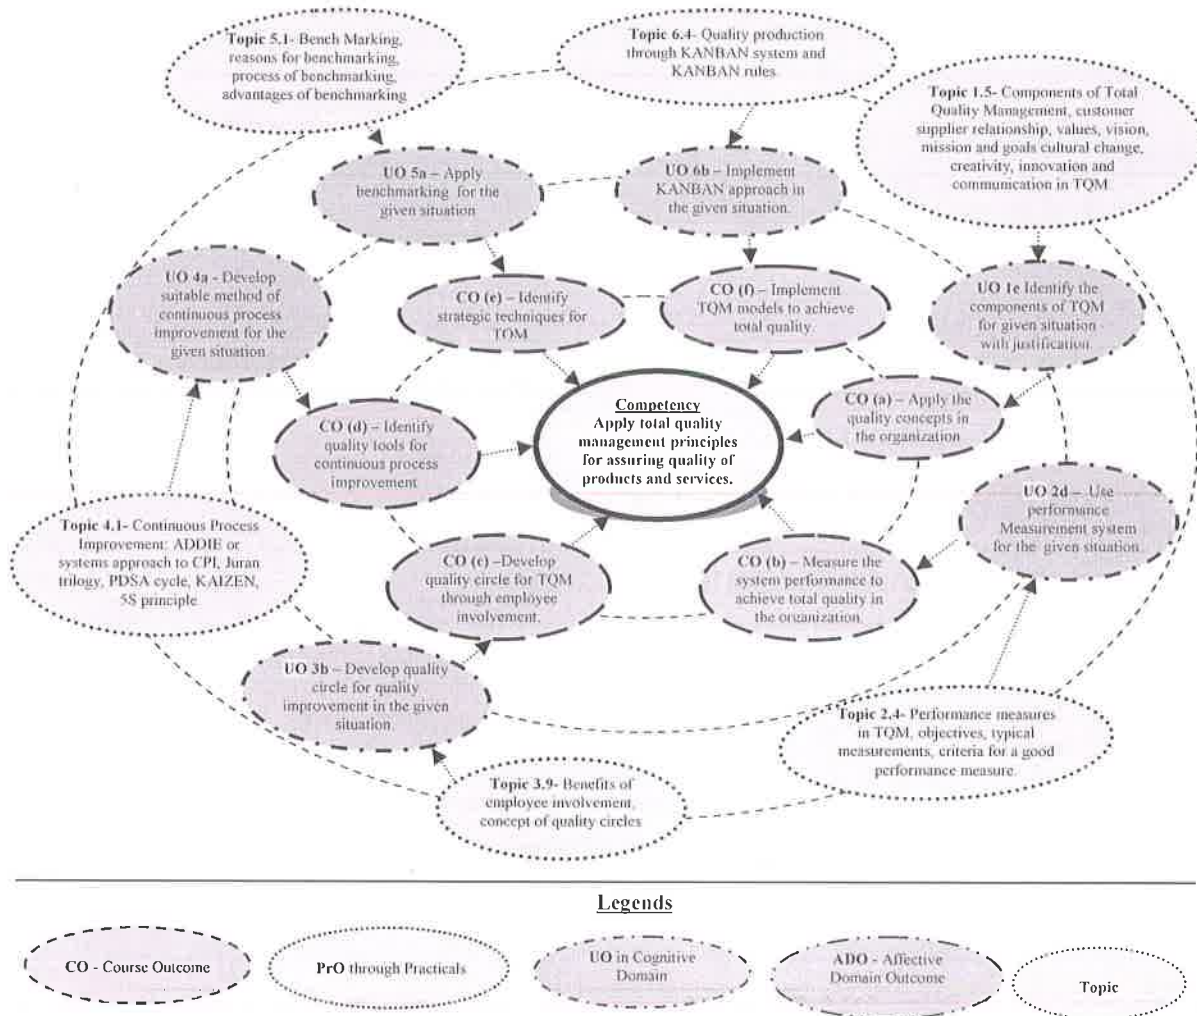 Topic 5.1- Bench Marking,
reasons for benchmarking,
process of benchmarking,
advantages of benchmarking
Topic 6.4- Quality production
through KANBAN system and
KANBAN rules.
Topic 1.5- Components of Total
Quality Management, customer
supplier relationship, values, vision,
mission and goals cultural change,
creativity, innovation and
communication in TQM
UO 5a – Apply
benchmarking for the
given situation
UO 6b – Implement
KANBAN approach in
the given situation.
UO 4a - Develop
suitable method of
continuous process
improvement for the
given situation.
CO (e) – Identify
strategic techniques for
TQM
CO (f) – Implement
TQM models to achieve
total quality.
UO 1e Identify the
components of TQM
for given situation
with justification.
CO (d) – Identify
quality tools for
continuous process
improvement
Competency
Apply total quality
management principles
for assuring quality of
products and services.
CO (a) – Apply the
quality concepts in
the organization
UO 2d – Use
performance
Measurement system
for the given situation.
Topic 4.1- Continuous Process
Improvement: ADDIE or
systems approach to CPI, Juran
trilogy, PDSA cycle, KAIZEN,
5S principle
CO (c) –Develop
quality circle for TQM
through employee
involvement.
CO (b) – Measure the
system performance to
achieve total quality in
the organization.
UO 3b – Develop quality
circle for quality
improvement in the given
situation.
Topic 2.4- Performance measures
in TQM, objectives, typical
measurements, criteria for a good
performance measure.
Topic 3.9- Benefits of
employee involvement,
concept of quality circles
Legends
CO - Course Outcome
PrO through Practicals
UO in Cognitive
Domain
ADO - Affective
Domain Outcome
Topic